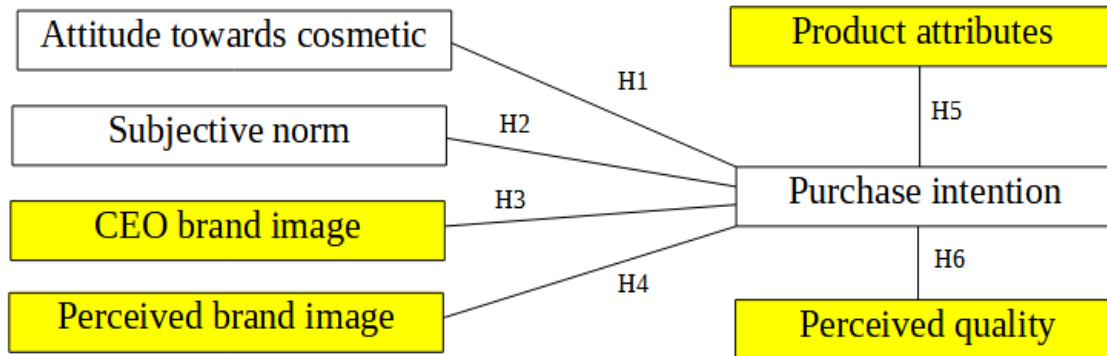 Attitude towards cosmetic
Product attributes
H1
H5
Subjective norm
H2
Purchase intention
CEO brand image
H3
H6
Perceived brand image
H4
Perceived quality